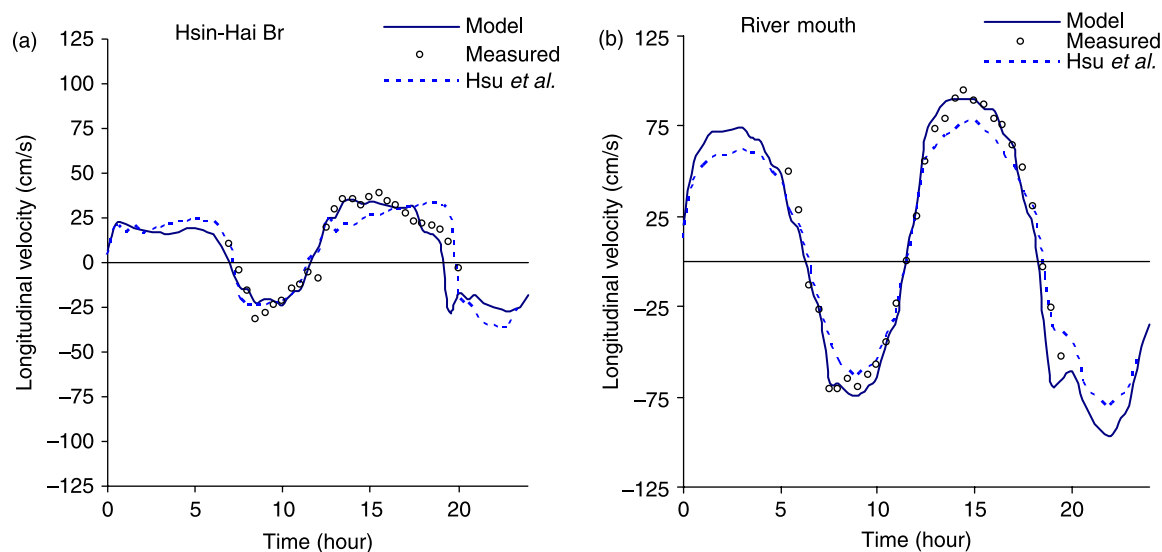 (a)
Hsin-Hai Br
Model
Measured
Hsu et al.
125
100
75
50
25
0
−25
−50
−75
−100
−125
Longitudinal velocity (cm/s)
0
5
10
15
20
Time (hour)
(b)
River mouth
Model
Measured
Hsu et al.
125
75
25
−25
−75
−125
Longitudinal velocity (cm/s)
0
5
10
15
20
Time (hour)